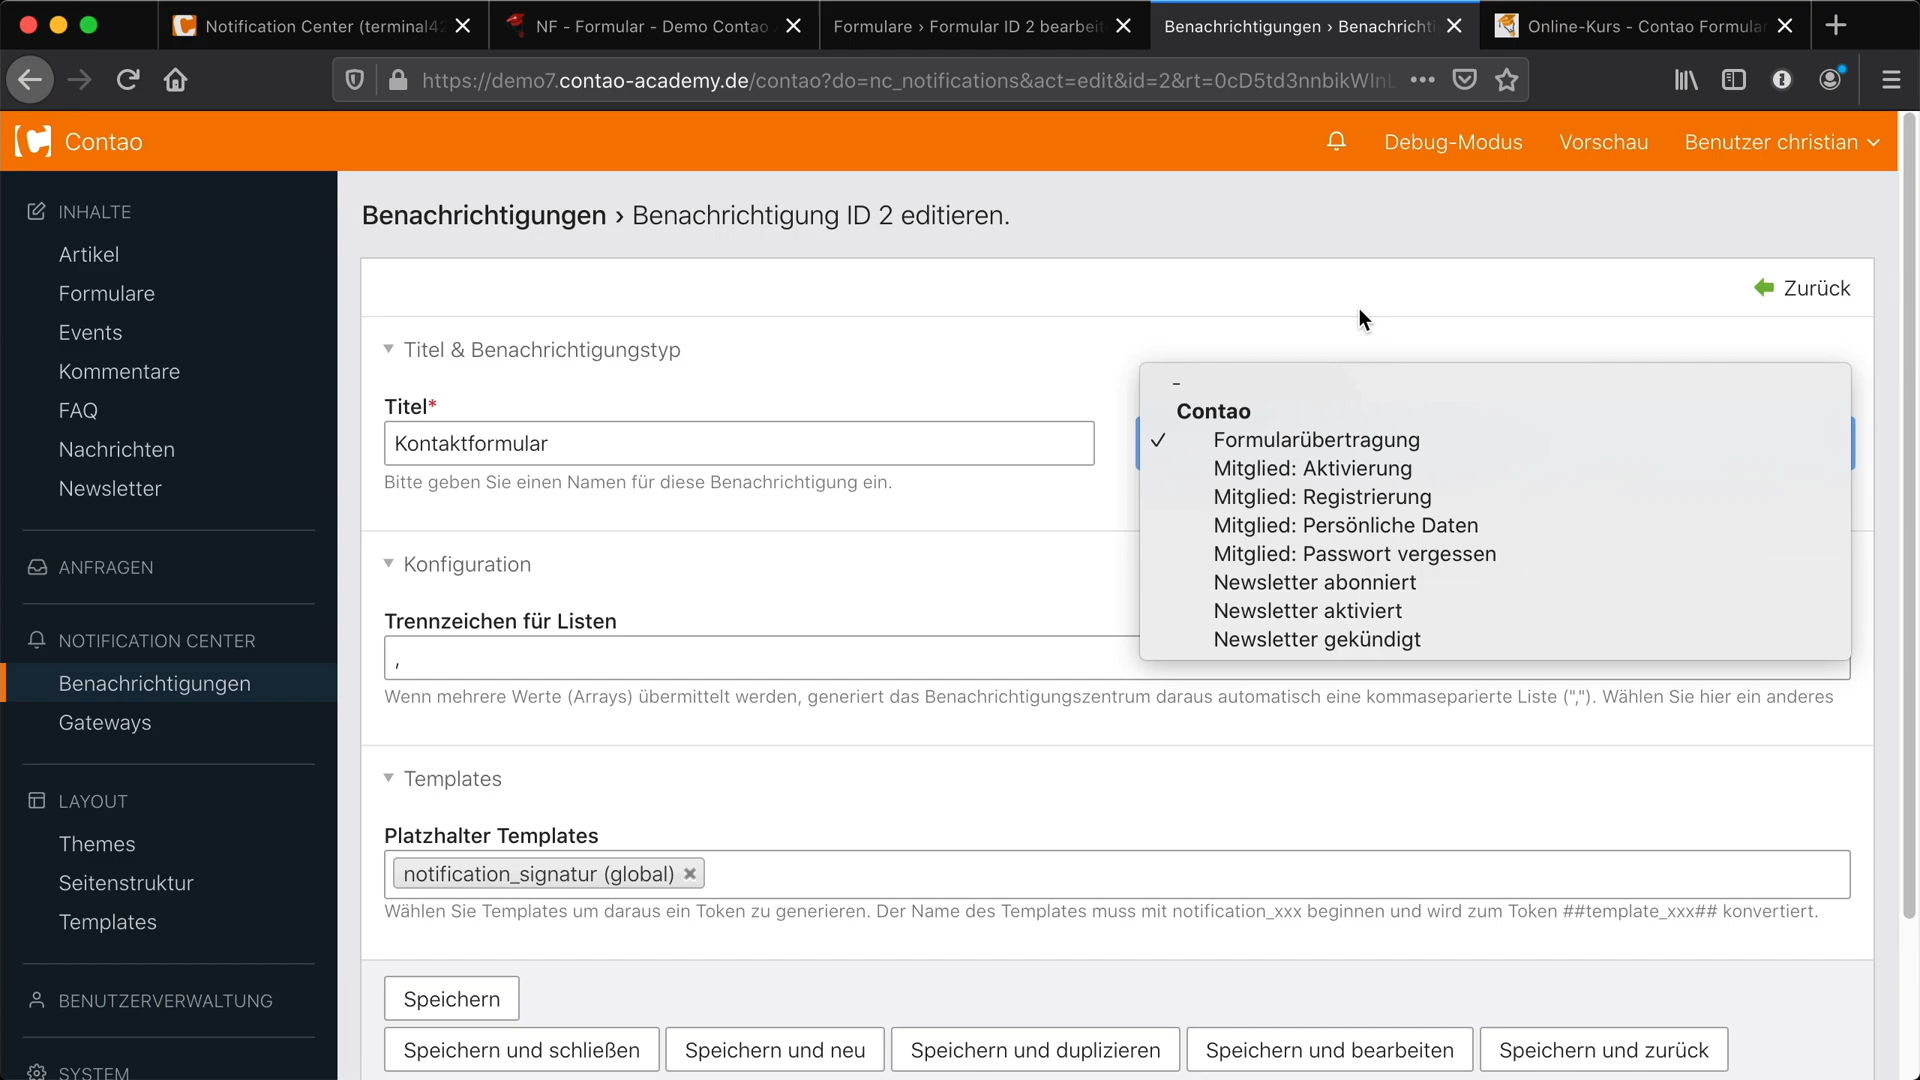 Notification Center (terminal42
NF - Formular - Demo Contao
Formulare › Formular ID 2 bearbeit
Benachrichtigungen › Benachrichti
Online-Kurs - Contao Formular
https://demo7.contao-academy.de/contao?do=nc_notifications&act=edit&id=2&rt=0cD5td3nnbikWInL
Contao
Debug-Modus
Vorschau
Benutzer christian
INHALTE
Artikel
Formulare
Events
Kommentare
FAQ
Nachrichten
Newsletter
ANFRAGEN
NOTIFICATION CENTER
Benachrichtigungen
Gateways
LAYOUT
Themes
Seitenstruktur
Templates
BENUTZERVERWALTUNG
SYSTEM
Benachrichtigungen › Benachrichtigung ID 2 editieren.
Zurück
Titel & Benachrichtigungstyp
Titel*
Kontaktformular
Bitte geben Sie einen Namen für diese Benachrichtigung ein.
-
Contao
✓ Formularübertragung
Mitglied: Aktivierung
Mitglied: Registrierung
Mitglied: Persönliche Daten
Mitglied: Passwort vergessen
Newsletter abonniert
Newsletter aktiviert
Newsletter gekündigt
Konfiguration
Trennzeichen für Listen
,
Wenn mehrere Werte (Arrays) übermittelt werden, generiert das Benachrichtigungszentrum daraus automatisch eine kommaseparierte Liste (","). Wählen Sie hier ein anderes
Templates
Platzhalter Templates
notification_signatur (global) ×
Wählen Sie Templates um daraus ein Token zu generieren. Der Name des Templates muss mit notification_xxx beginnen und wird zum Token ##template_xxx## konvertiert.
Speichern
Speichern und schließen
Speichern und neu
Speichern und duplizieren
Speichern und bearbeiten
Speichern und zurück